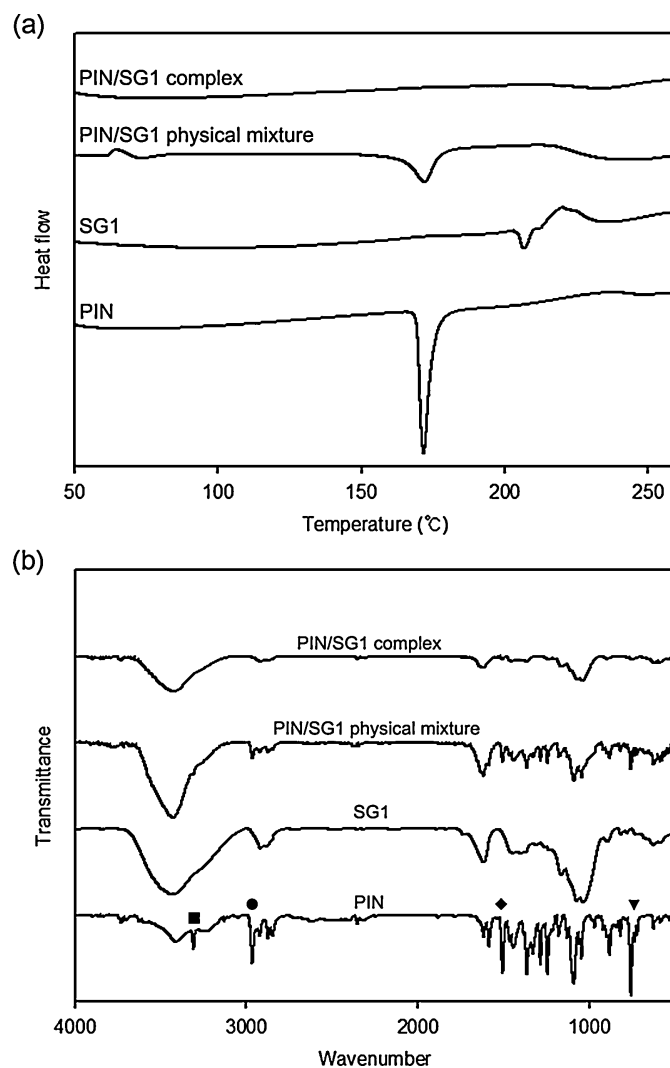 (a)
PIN/SG1 complex
PIN/SG1 physical mixture
SG1
PIN
Heat flow
50 100 150 200 250
Temperature (℃)
(b)
PIN/SG1 complex
PIN/SG1 physical mixture
SG1
PIN
Transmittance
4000 3000 2000 1000
Wavenumber